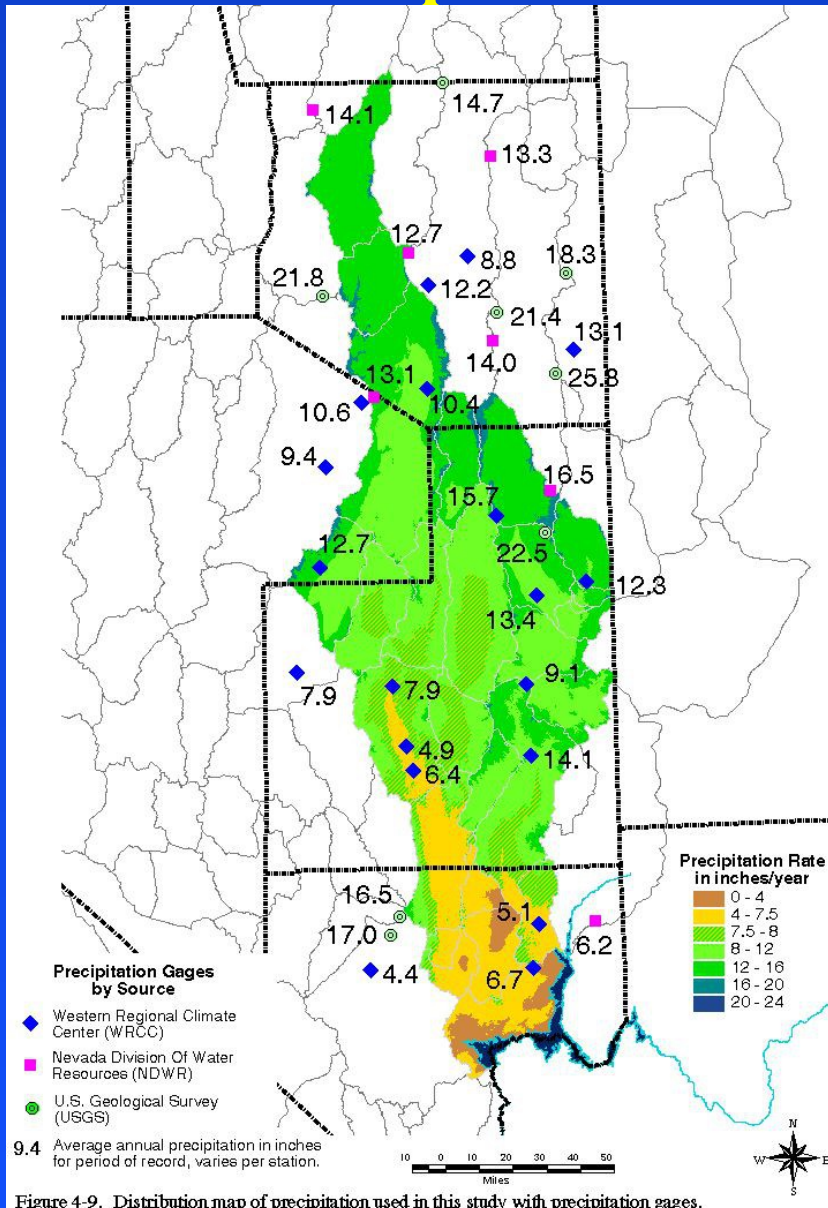 14.7
14.1
13.3
12.7
8.8
18.3
21.8
12.2
21.4
13.1
14.0
25.8
13.1
10.6
10.4
9.4
16.5
15.7
22.5
12.7
12.3
13.4
9.1
7.9
7.9
4.9
14.1
6.4
Precipitation Rate
in inches/year
0 - 4
4 - 7.5
7.5 - 8
8 - 12
12 - 16
16 - 20
20 - 24
16.5
5.1
17.0
6.2
4.4
6.7
Precipitation Gages
by Source
Western Regional Climate
Center (WRCC)
Nevada Division Of Water
Resources (NDWR)
U.S. Geological Survey
(USGS)
9.4 Average annual precipitation in inches
for period of record, varies per station.
10 0 10 20 30 40 50
Miles
N
W E
S
Figure 4-9. Distribution map of precipitation used in this study with precipitation gages.